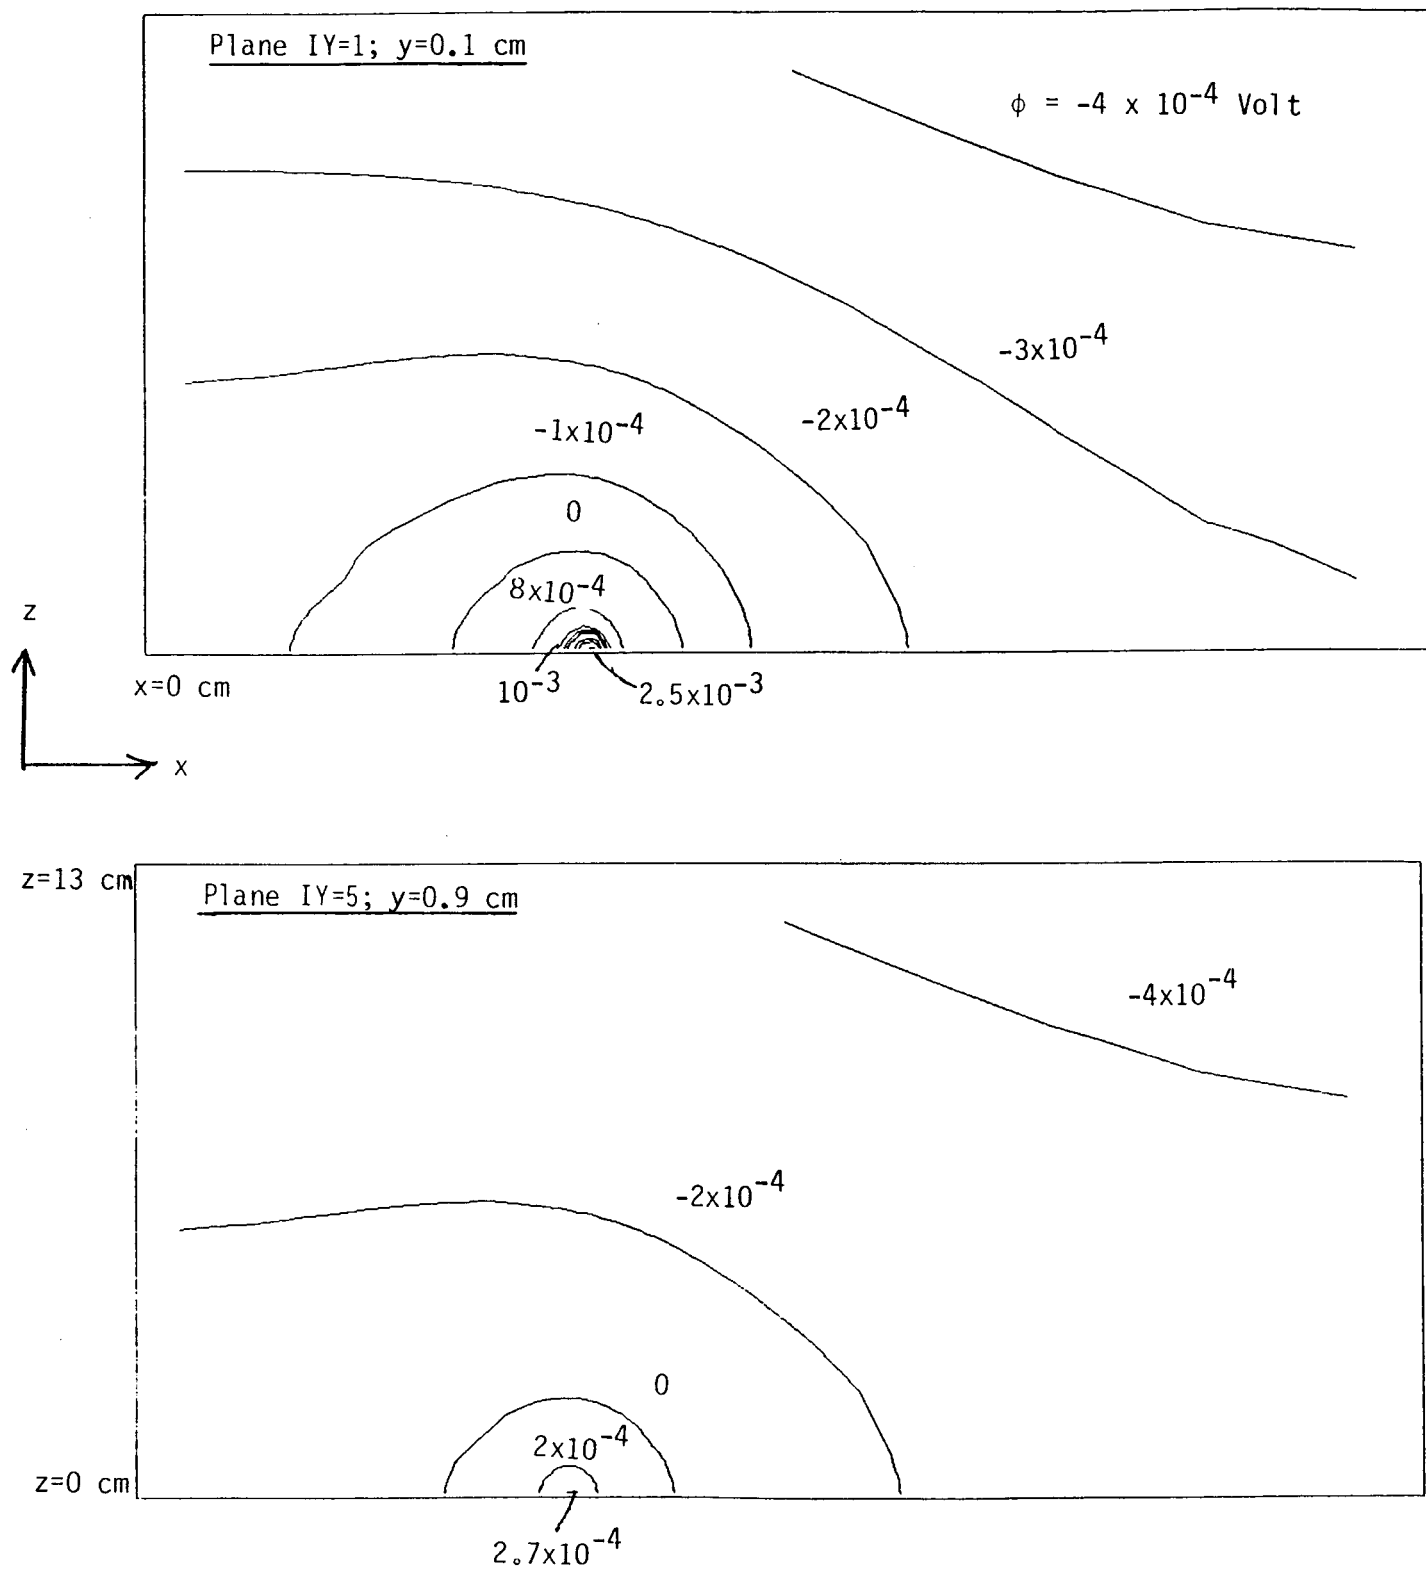 Plane IY=1; y=0.1 cm
ϕ = -4 x 10⁻⁴ Volt
-3x10⁻⁴
-2x10⁻⁴
-1x10⁻⁴
0
8x10⁻⁴
z
x=0 cm
10⁻³
2.5x10⁻³
x
z=13 cm
Plane IY=5; y=0.9 cm
-4x10⁻⁴
-2x10⁻⁴
0
2x10⁻⁴
z=0 cm
2.7x10⁻⁴